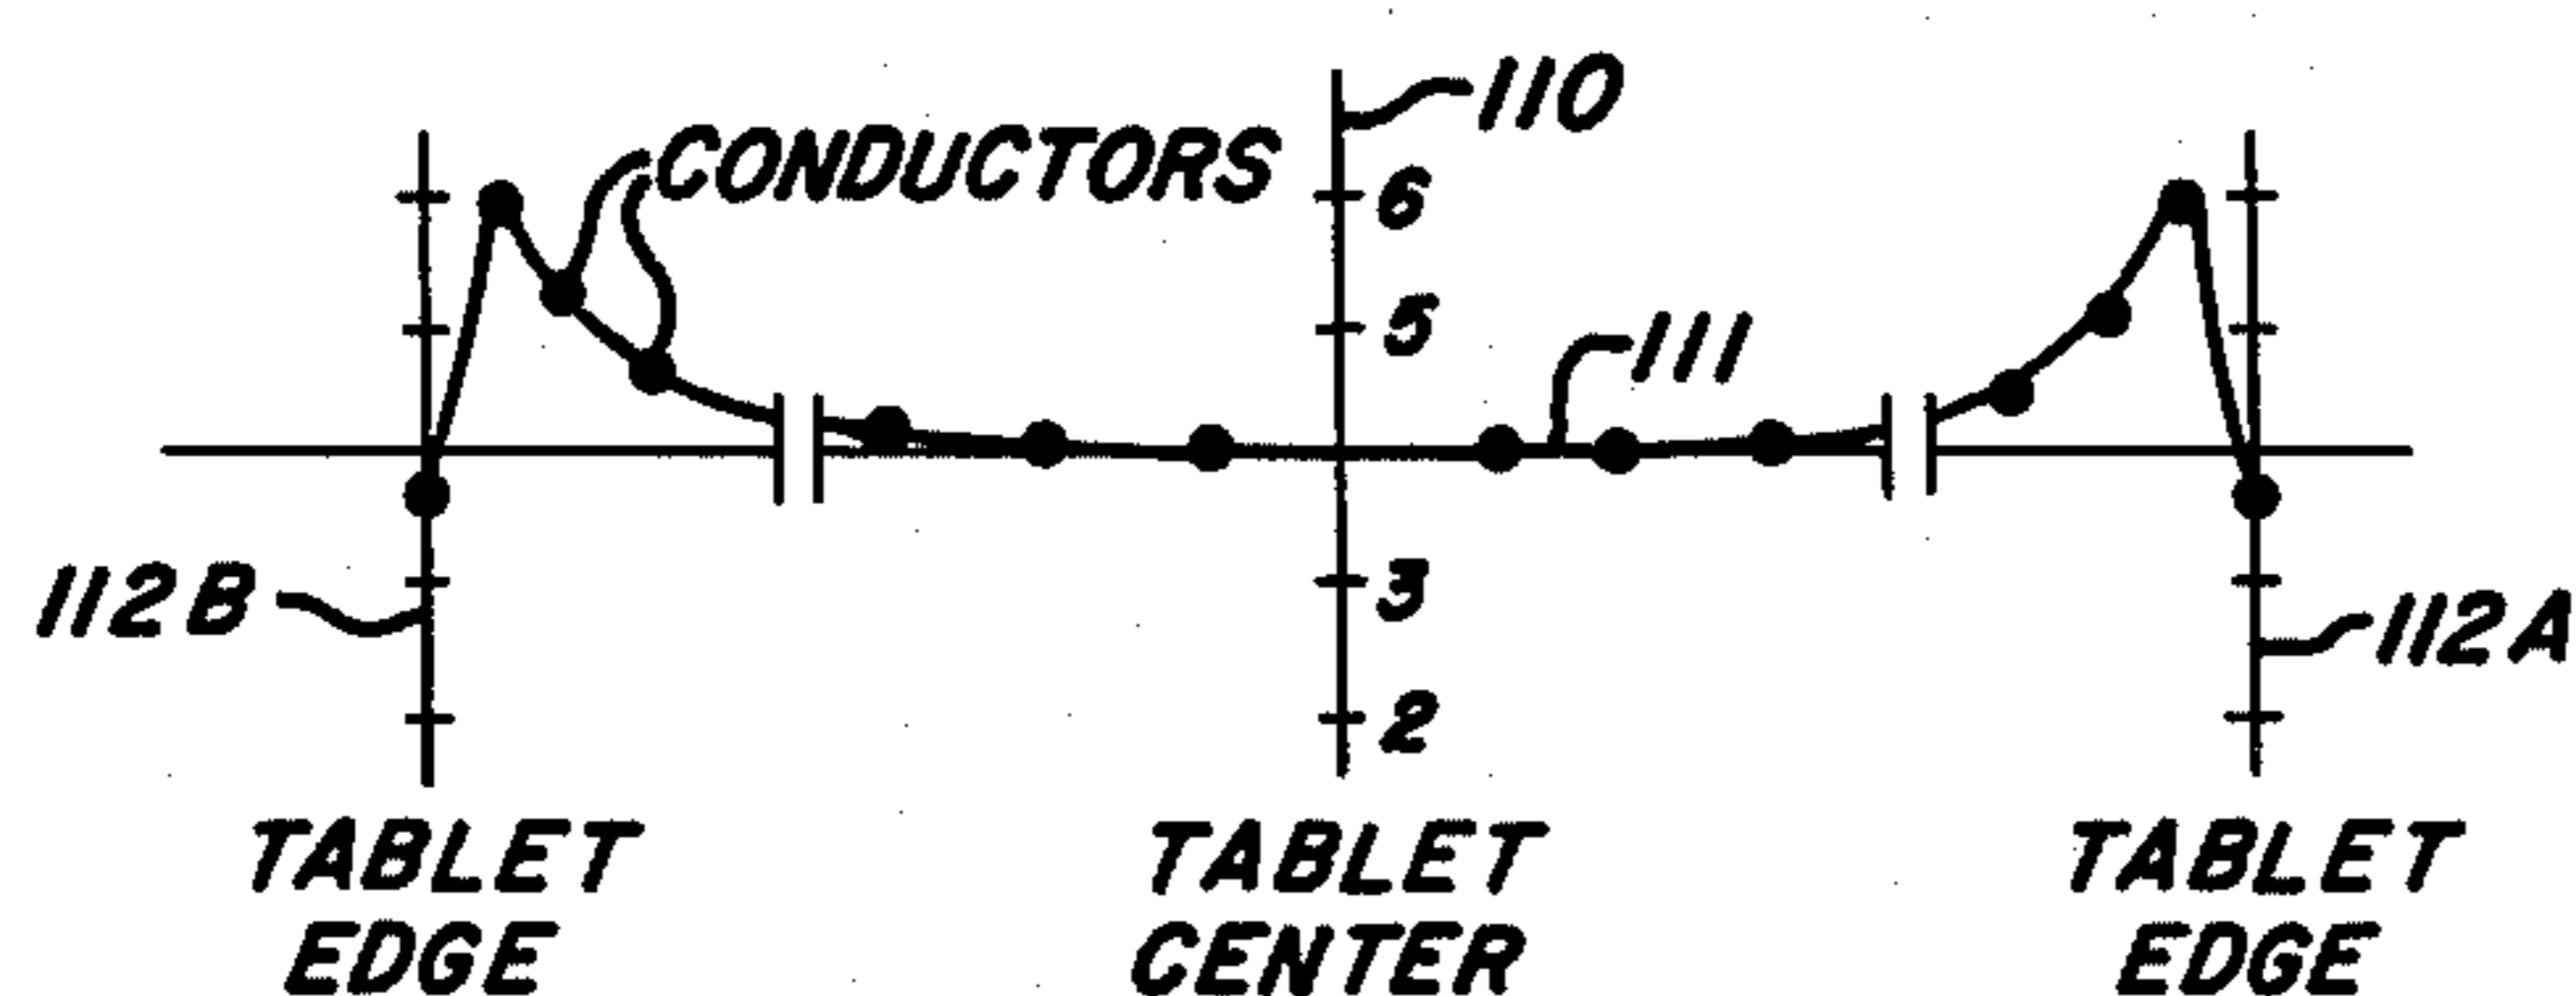 110
CONDUCTORS
6
5
111
3
112B
112A
2
TABLET
EDGE
TABLET
CENTER
TABLET
EDGE